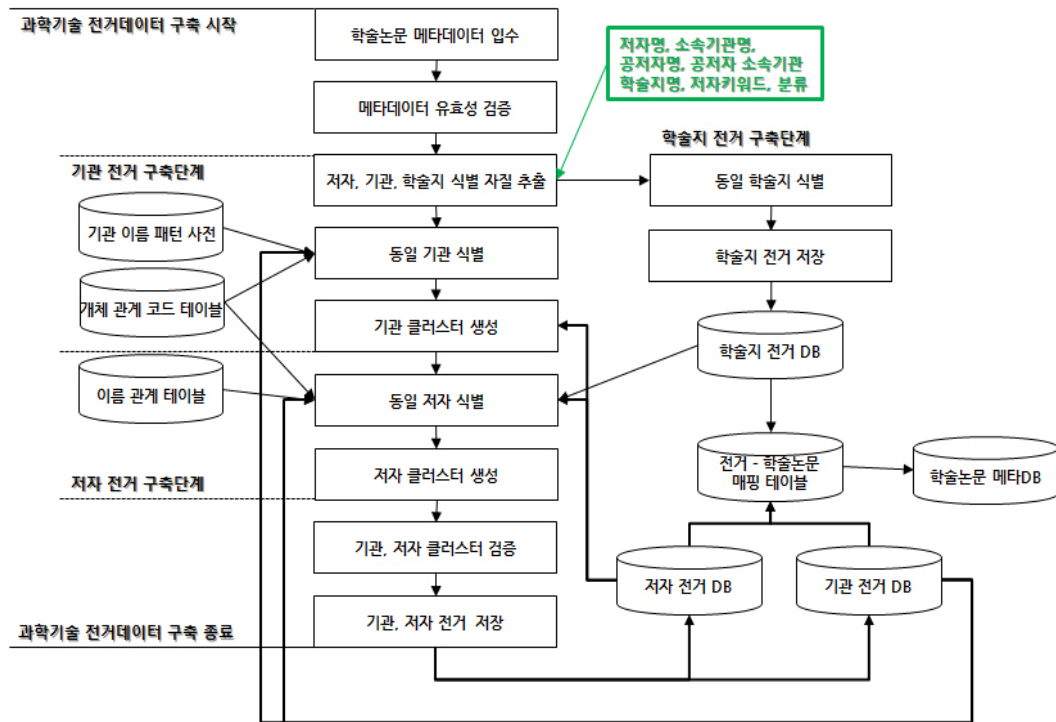 과학기술 전거데이터 구축 시작
학술논문 메타데이터 입수
저자명, 소속기관명,
공저자명, 공저자 소속기관
학술지명, 저자키워드, 분류
메타데이터 유효성 검증
학술지 전거 구축단계
기관 전거 구축단계
저자, 기관, 학술지 식별 자질 추출
동일 학술지 식별
기관 이름 패턴 사전
동일 기관 식별
학술지 전거 저장
개체 관계 코드 테이블
기관 클러스터 생성
학술지 전거 DB
이름 관계 테이블
동일 저자 식별
저자 클러스터 생성
전거 - 학술논문
매핑 테이블
학술논문 메타DB
저자 전거 구축단계
기관, 저자 클러스터 검증
저자 전거 DB
기관 전거 DB
기관, 저자 전거 저장
과학기술 전거데이터 구축 종료